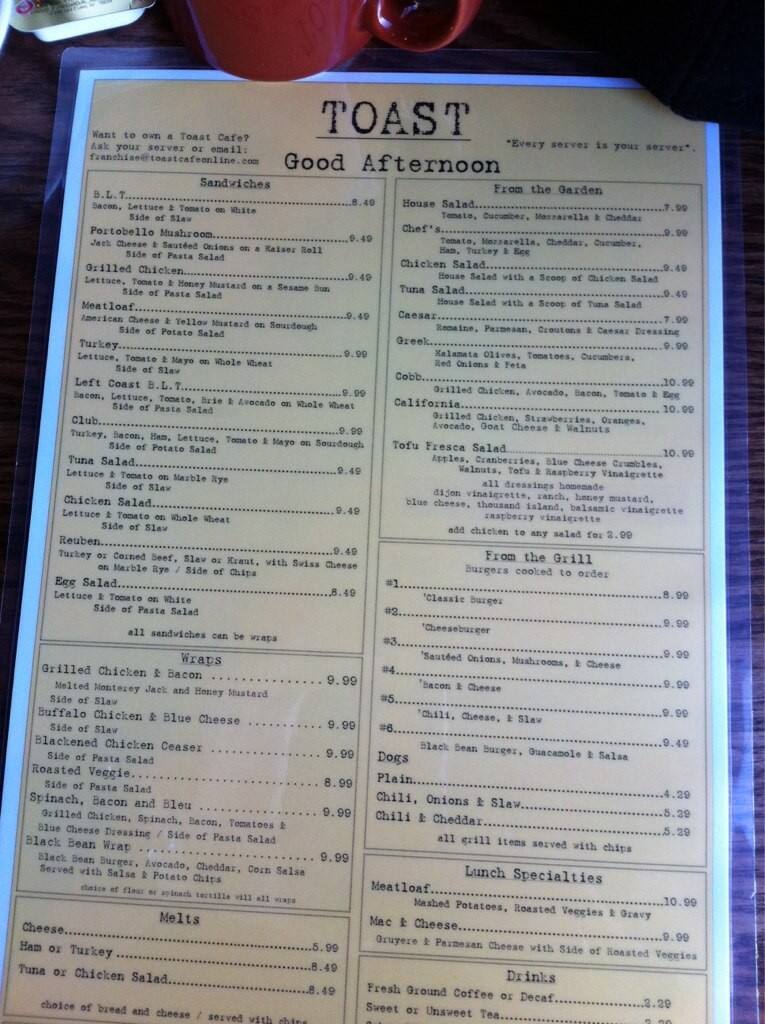 TOAST
Want to own a Toast Cafe?
Ask your server or email:
franchise@toastcafeonline.com
"Every server is your server".
Good Afternoon
Sandwiches
B.L.T. 8.49
Bacon, Lettuce & Tomato on White
Side of Slaw
Portobello Mushroom 9.49
Jack Cheese & Sautéed Onions on a Kaiser Roll
Side of Pasta Salad
Grilled Chicken 9.49
Lettuce, Tomato & Honey Mustard on a Sesame Bun
Side of Pasta Salad
Meatloaf 9.49
American Cheese & Yellow Mustard on Sourdough
Side of Potato Salad
Turkey 9.99
Lettuce, Tomato & Mayo on Whole Wheat
Side of Slaw
Left Coast B.L.T. 9.99
Bacon, Lettuce, Tomato, Brie & Avocado on Whole Wheat
Side of Pasta Salad
Club 9.99
Turkey, Bacon, Ham, Lettuce, Tomato & Mayo on Sourdough
Side of Potato Salad
Tuna Salad 9.49
Lettuce & Tomato on Marble Rye
Side of Slaw
Chicken Salad 9.49
Lettuce & Tomato on Whole Wheat
Side of Slaw
Reuben 9.49
Turkey or Corned Beef, Slaw or Kraut, with Swiss Cheese
on Marble Rye / Side of Chips
Egg Salad 8.49
Lettuce & Tomato on White
Side of Pasta Salad
all sandwiches can be wraps
Wraps
Grilled Chicken & Bacon 9.99
Melted Monterey Jack and Honey Mustard
Side of Slaw
Buffalo Chicken & Blue Cheese 9.99
Side of Slaw
Blackened Chicken Ceaser 9.99
Side of Pasta Salad
Roasted Veggie 8.99
Side of Pasta Salad
Spinach, Bacon and Bleu 9.99
Grilled Chicken, Spinach, Bacon, Tomatoes &
Blue Cheese Dressing / Side of Pasta Salad
Black Bean Wrap 9.99
Black Bean Burger, Avocado, Cheddar, Corn Salsa
Served with Salsa & Potato Chips
choice of flour or spinach tortilla will all wraps
Melts
Cheese 5.99
Ham or Turkey 8.49
Tuna or Chicken Salad 8.49
choice of bread and cheese / served with chips
From the Garden
House Salad 7.99
Tomato, Cucumber, Mozzarella & Cheddar
Chef's 9.99
Tomato, Mozzarella, Cheddar, Cucumber,
Ham, Turkey & Egg
Chicken Salad 9.49
House Salad with a Scoop of Chicken Salad
Tuna Salad 9.49
House Salad with a Scoop of Tuna Salad
Caesar 7.99
Romaine, Parmesan, Croutons & Caesar Dressing
Greek 9.99
Kalamata Olives, Tomatoes, Cucumbers,
Red Onions & Feta
Cobb 10.99
Grilled Chicken, Avocado, Bacon, Tomato & Egg
California 10.99
Grilled Chicken, Strawberries, Oranges,
Avocado, Goat Cheese & Walnuts
Tofu Fresca Salad 10.99
Apples, Cranberries, Blue Cheese Crumbles,
Walnuts, Tofu & Raspberry Vinaigrette
all dressings homemade
dijon vinaigrette, ranch, honey mustard,
blue cheese, thousand island, balsamic vinaigrette
raspberry vinaigrette
add chicken to any salad for 2.99
From the Grill
Burgers cooked to order
#1 8.99
'Classic Burger
#2 9.99
'Cheeseburger
#3 9.99
'Sautéed Onions, Mushrooms, & Cheese
#4 9.99
'Bacon & Cheese
#5 9.99
'Chili, Cheese, & Slaw
#6 9.49
Black Bean Burger, Guacamole & Salsa
Dogs
Plain 4.29
Chili, Onions & Slaw 5.29
Chili & Cheddar 5.29
all grill items served with chips
Lunch Specialties
Meatloaf 10.99
Mashed Potatoes, Roasted Veggies & Gravy
Mac & Cheese 9.99
Gruyere & Parmesan Cheese with Side of Roasted Veggies
Drinks
Fresh Ground Coffee or Decaf 2.29
Sweet or Unsweet Tea 2.29